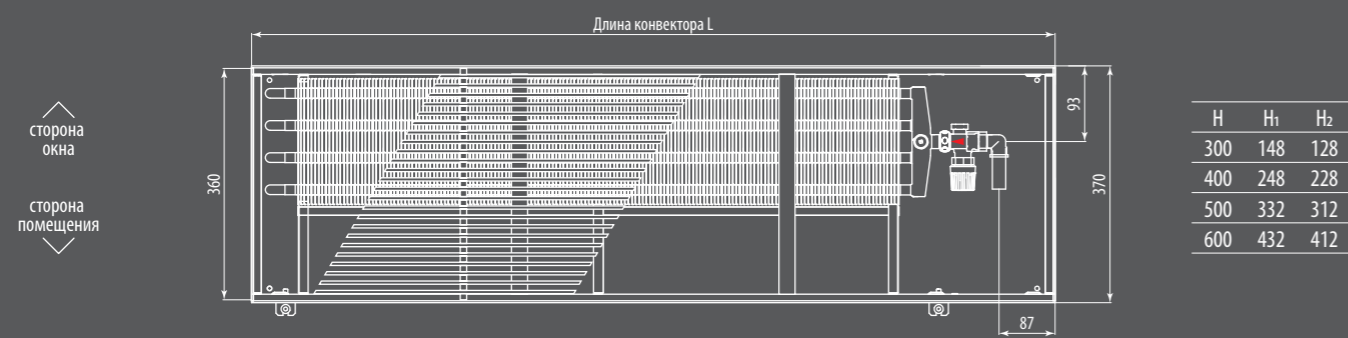 Длина конвектора L
сторона
окна
сторона
помещения
360
93
370
87
H H₁ H₂
300 148 128
400 248 228
500 332 312
600 432 412